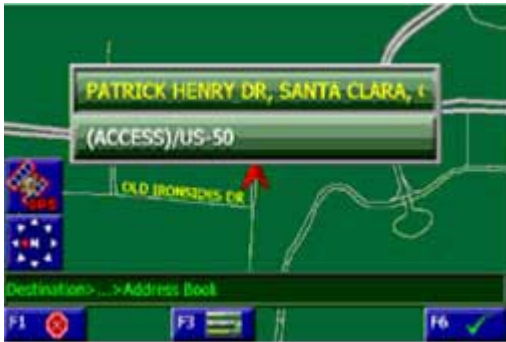 PATRICK HENRY DR, SANTA CLARA,
(ACCESS)/US-50
OLD IRONSIDES DR
GPS
N
Destination>...>Address Book
F1
F3
F6